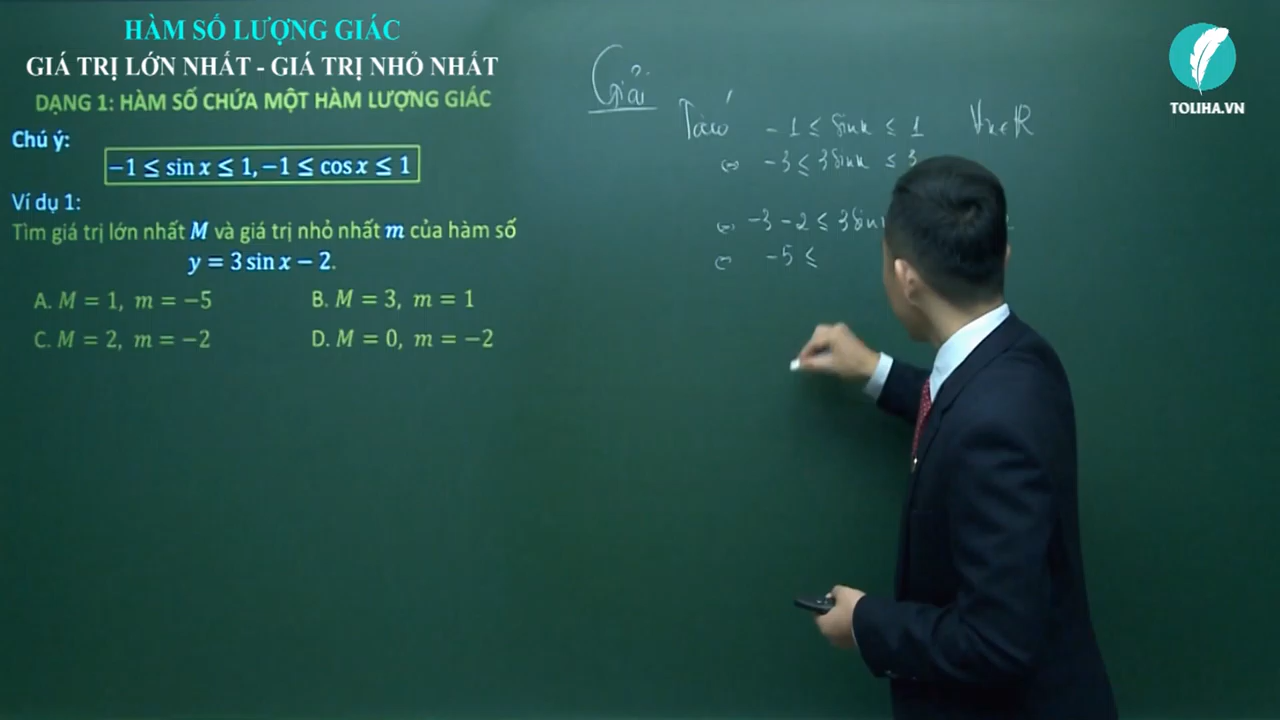 HÀM SỐ LƯỢNG GIÁC
GIÁ TRỊ LỚN NHẤT - GIÁ TRỊ NHỎ NHẤT
DẠNG 1: HÀM SỐ CHỨA MỘT HÀM LƯỢNG GIÁC
Chú ý:
−1 ≤ sin x ≤ 1, −1 ≤ cos x ≤ 1
Ví dụ 1:
Tìm giá trị lớn nhất M và giá trị nhỏ nhất m của hàm số
y = 3 sin x − 2.
A. M = 1, m = −5
B. M = 3, m = 1
C. M = 2, m = −2
D. M = 0, m = −2
Giải
Ta có -1 ≤ sinx ≤ 1 ∀x∈R
⇔ -3 ≤ 3sinx ≤ 3
⇔ -3 - 2 ≤ 3sin
⇔ -5 ≤
TOLIHA.VN